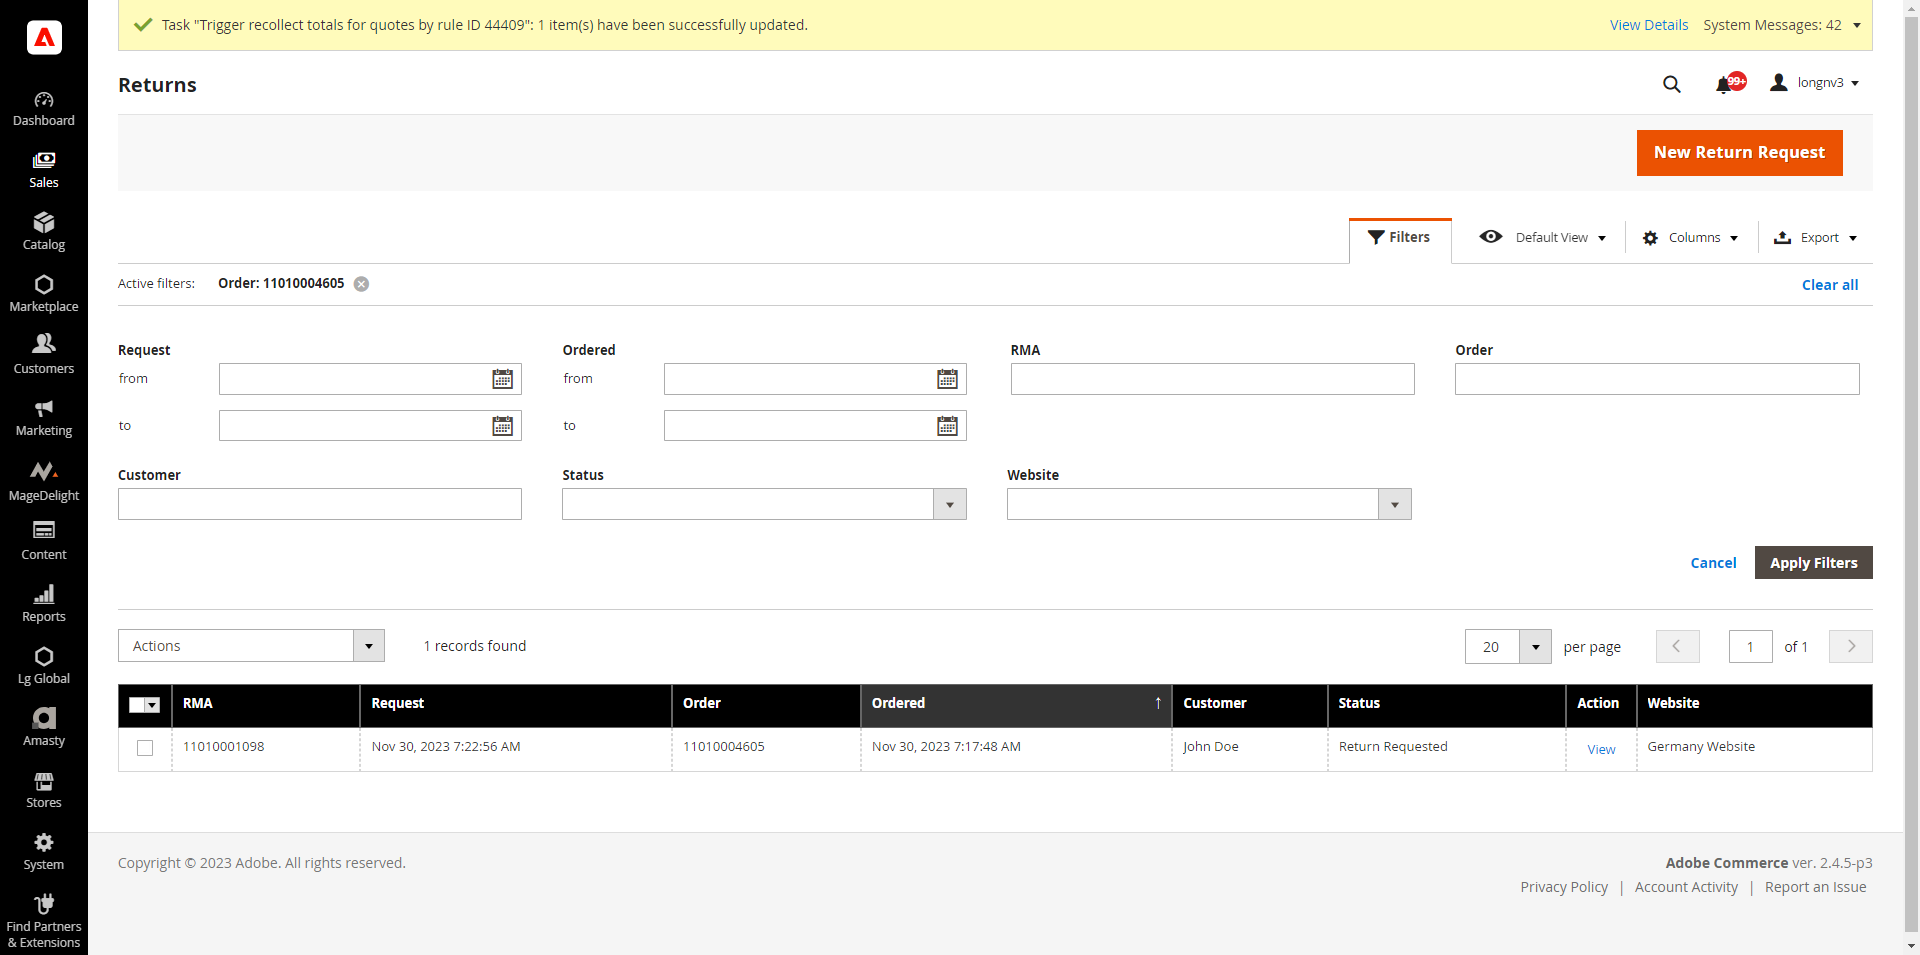 Task "Trigger recollect totals for quotes by rule ID 44409": 1 item(s) have been successfully updated.
View Details
System Messages: 42
Returns
99+
longnv3
Dashboard
Sales
Catalog
Marketplace
Customers
Marketing
MageDelight
Content
Reports
Lg Global
Amasty
Stores
System
Find Partners
& Extensions
New Return Request
Filters
Default View
Columns
Export
Active filters:
Order: 11010004605
Clear all
Request
from
to
Ordered
from
to
RMA
Order
Customer
Status
Website
Cancel
Apply Filters
Actions
1 records found
20
per page
1
of 1
RMA
Request
Order
Ordered
↑
Customer
Status
Action
Website
11010001098
Nov 30, 2023 7:22:56 AM
11010004605
Nov 30, 2023 7:17:48 AM
John Doe
Return Requested
View
Germany Website
Copyright © 2023 Adobe. All rights reserved.
Adobe Commerce ver. 2.4.5-p3
Privacy Policy | Account Activity | Report an Issue